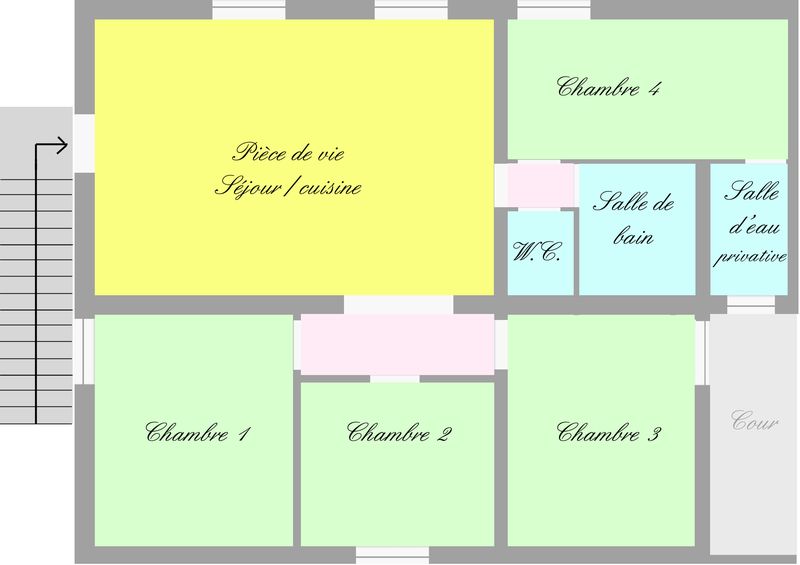 Chambre 4
Pièce de vie
Séjour / cuisine
Salle de
bain
Salle
d'eau
privative
W.C.
Chambre 1
Chambre 2
Chambre 3
Cour